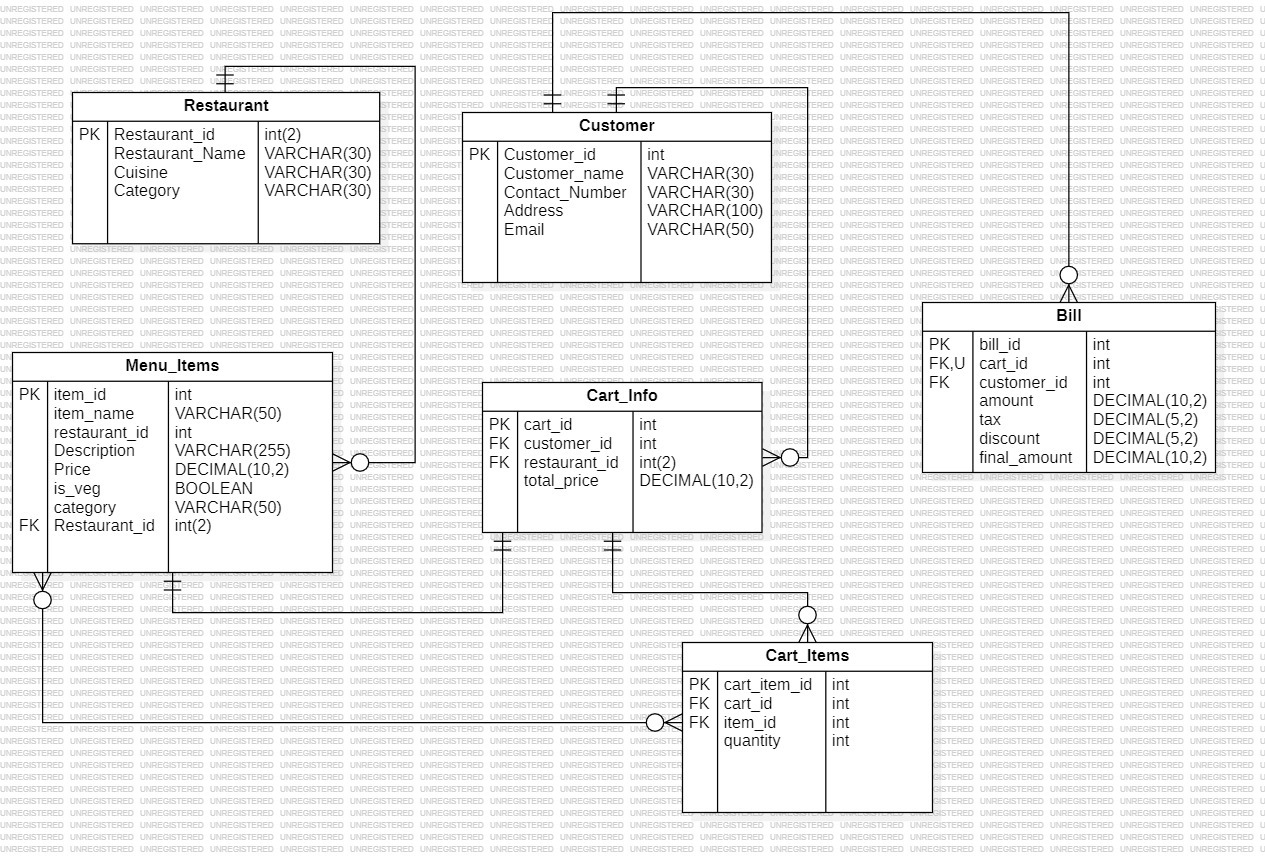 Restaurant
PK Restaurant_id int(2)
Restaurant_Name VARCHAR(30)
Cuisine VARCHAR(30)
Category VARCHAR(30)
Customer
PK Customer_id int
Customer_name VARCHAR(30)
Contact_Number VARCHAR(30)
Address VARCHAR(100)
Email VARCHAR(50)
Bill
PK bill_id int
FK,U cart_id int
FK customer_id int
amount DECIMAL(10,2)
tax DECIMAL(5,2)
discount DECIMAL(5,2)
final_amount DECIMAL(10,2)
Menu_Items
PK item_id int
item_name VARCHAR(50)
restaurant_id int
Description VARCHAR(255)
Price DECIMAL(10,2)
is_veg BOOLEAN
category VARCHAR(50)
FK Restaurant_id int(2)
Cart_Info
PK cart_id int
FK customer_id int
FK restaurant_id int(2)
total_price DECIMAL(10,2)
Cart_Items
PK cart_item_id int
FK cart_id int
FK item_id int
quantity int
UNREGISTERED